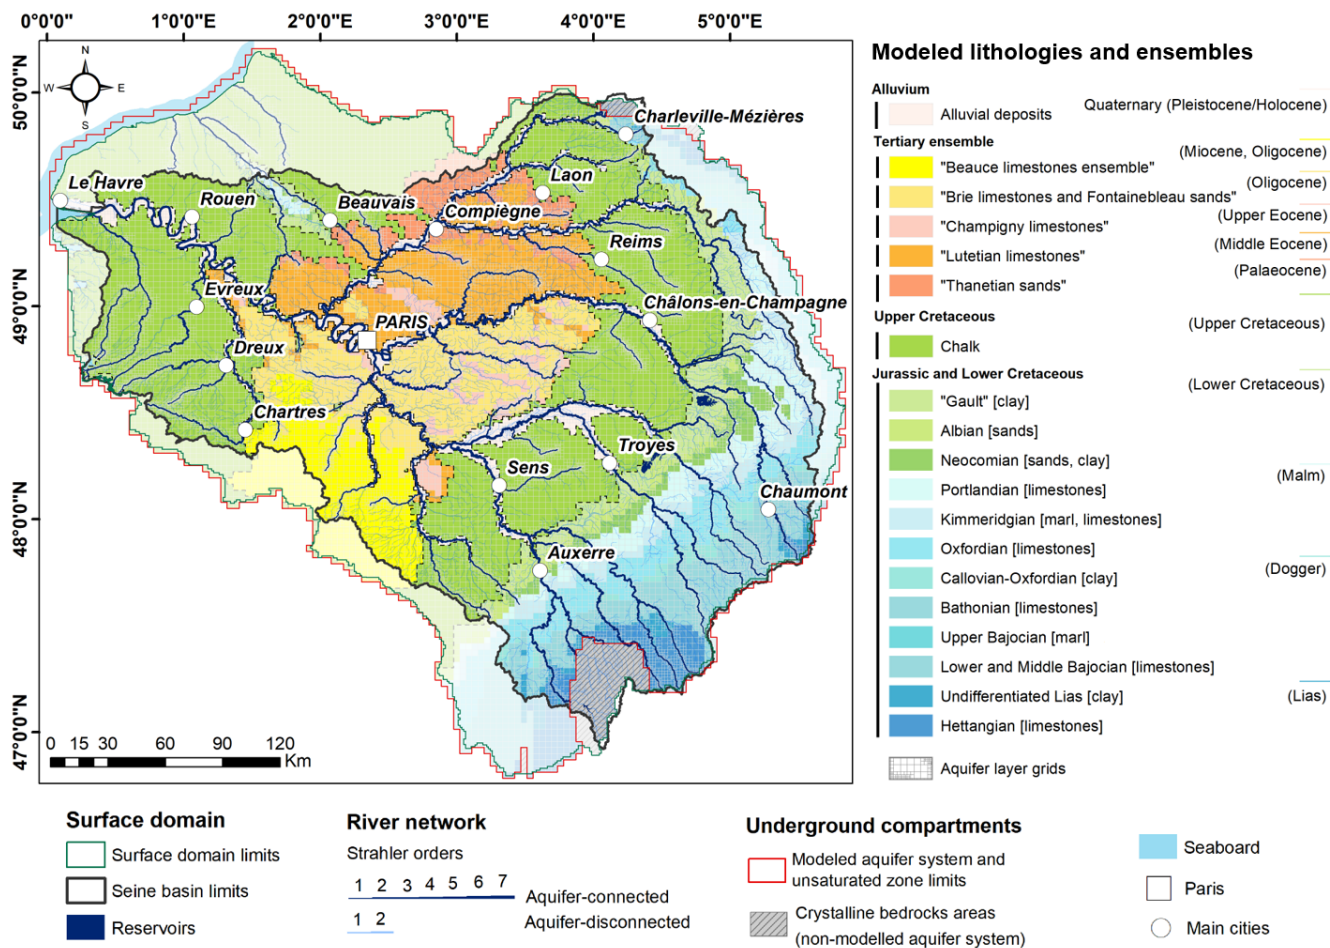 0°0'0"
1°0'0"E
2°0'0"E
3°0'0"E
4°0'0"E
5°0'0"E
50°0'0"N
49°0'0"N
48°0'0"N
47°0'0"N
N
W
E
S
Charleville-Mézières
Le Havre
Rouen
Beauvais
Laon
Compiègne
Reims
Evreux
Châlons-en-Champagne
PARIS
Dreux
Chartres
Troyes
Sens
Chaumont
Auxerre
0 15 30 60 90 120
Km
Modeled lithologies and ensembles
Alluvium
Alluvial deposits
Quaternary (Pleistocene/Holocene)
Tertiary ensemble
"Beauce limestones ensemble"
(Miocene, Oligocene)
"Brie limestones and Fontainebleau sands"
(Oligocene)
"Champigny limestones"
(Upper Eocene)
"Lutetian limestones"
(Middle Eocene)
"Thanetian sands"
(Palaeocene)
Upper Cretaceous
Chalk
(Upper Cretaceous)
Jurassic and Lower Cretaceous
"Gault" [clay]
(Lower Cretaceous)
Albian [sands]
Neocomian [sands, clay]
Portlandian [limestones]
(Malm)
Kimmeridgian [marl, limestones]
Oxfordian [limestones]
Callovian-Oxfordian [clay]
(Dogger)
Bathonian [limestones]
Upper Bajocian [marl]
Lower and Middle Bajocian [limestones]
Undifferentiated Lias [clay]
(Lias)
Hettangian [limestones]
Aquifer layer grids
Surface domain
Surface domain limits
Seine basin limits
Reservoirs
River network
Strahler orders
1 2 3 4 5 6 7
Aquifer-connected
1 2
Aquifer-disconnected
Underground compartments
Modeled aquifer system and
unsaturated zone limits
Crystalline bedrocks areas
(non-modelled aquifer system)
Seaboard
Paris
Main cities